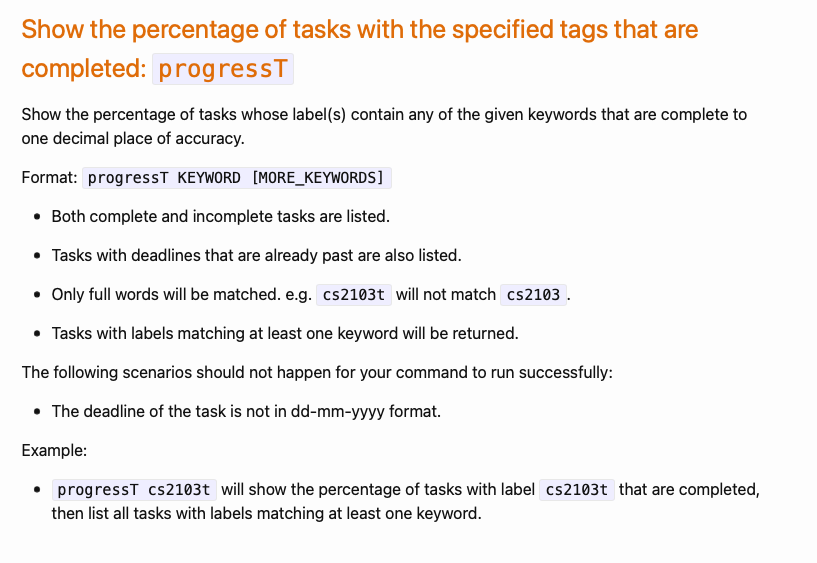 Show the percentage of tasks with the specified tags that are
completed: progressT
Show the percentage of tasks whose label(s) contain any of the given keywords that are complete to
one decimal place of accuracy.
Format: progressT KEYWORD [MORE_KEYWORDS]
• Both complete and incomplete tasks are listed.
• Tasks with deadlines that are already past are also listed.
• Only full words will be matched. e.g. cs2103t will not match cs2103 .
• Tasks with labels matching at least one keyword will be returned.
The following scenarios should not happen for your command to run successfully:
• The deadline of the task is not in dd-mm-yyyy format.
Example:
• progressT cs2103t will show the percentage of tasks with label cs2103t that are completed,
then list all tasks with labels matching at least one keyword.